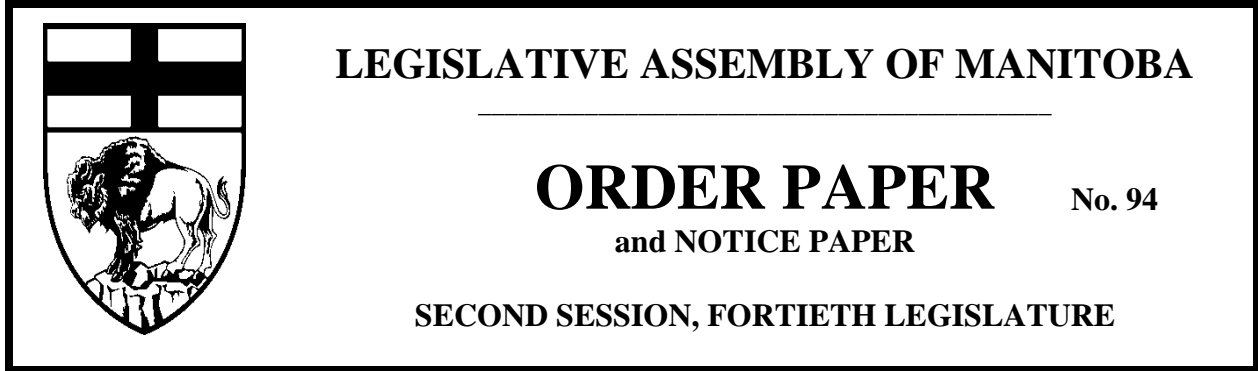 LEGISLATIVE ASSEMBLY OF MANITOBA
ORDER PAPER No. 94
and NOTICE PAPER
SECOND SESSION, FORTIETH LEGISLATURE